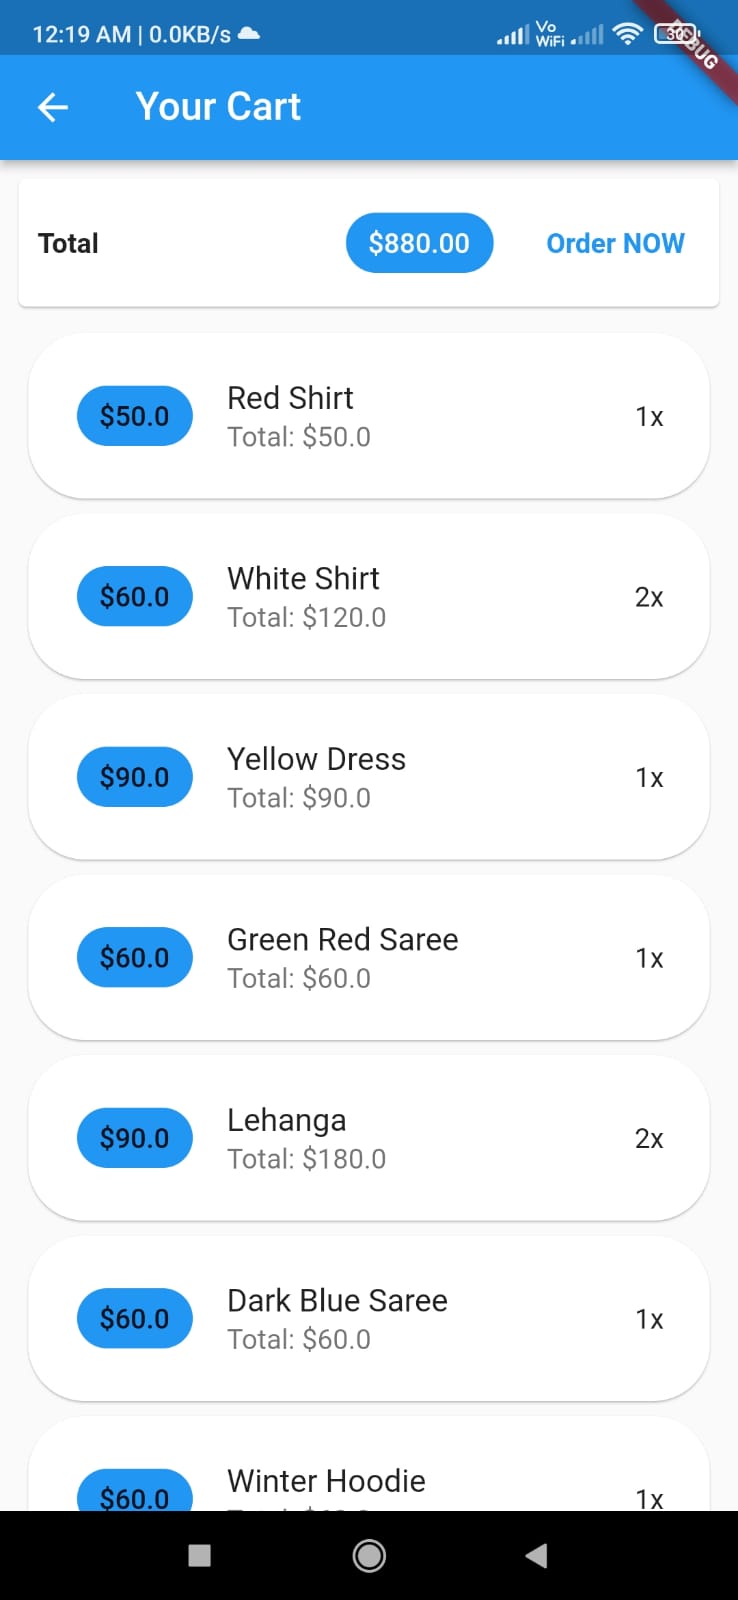 12:19 AM | 0.0KB/s
Vo
WiFi
30
DEBUG
Your Cart
Total
$880.00
Order NOW
$50.0
Red Shirt
Total: $50.0
1x
$60.0
White Shirt
Total: $120.0
2x
$90.0
Yellow Dress
Total: $90.0
1x
$60.0
Green Red Saree
Total: $60.0
1x
$90.0
Lehanga
Total: $180.0
2x
$60.0
Dark Blue Saree
Total: $60.0
1x
$60.0
Winter Hoodie
1x